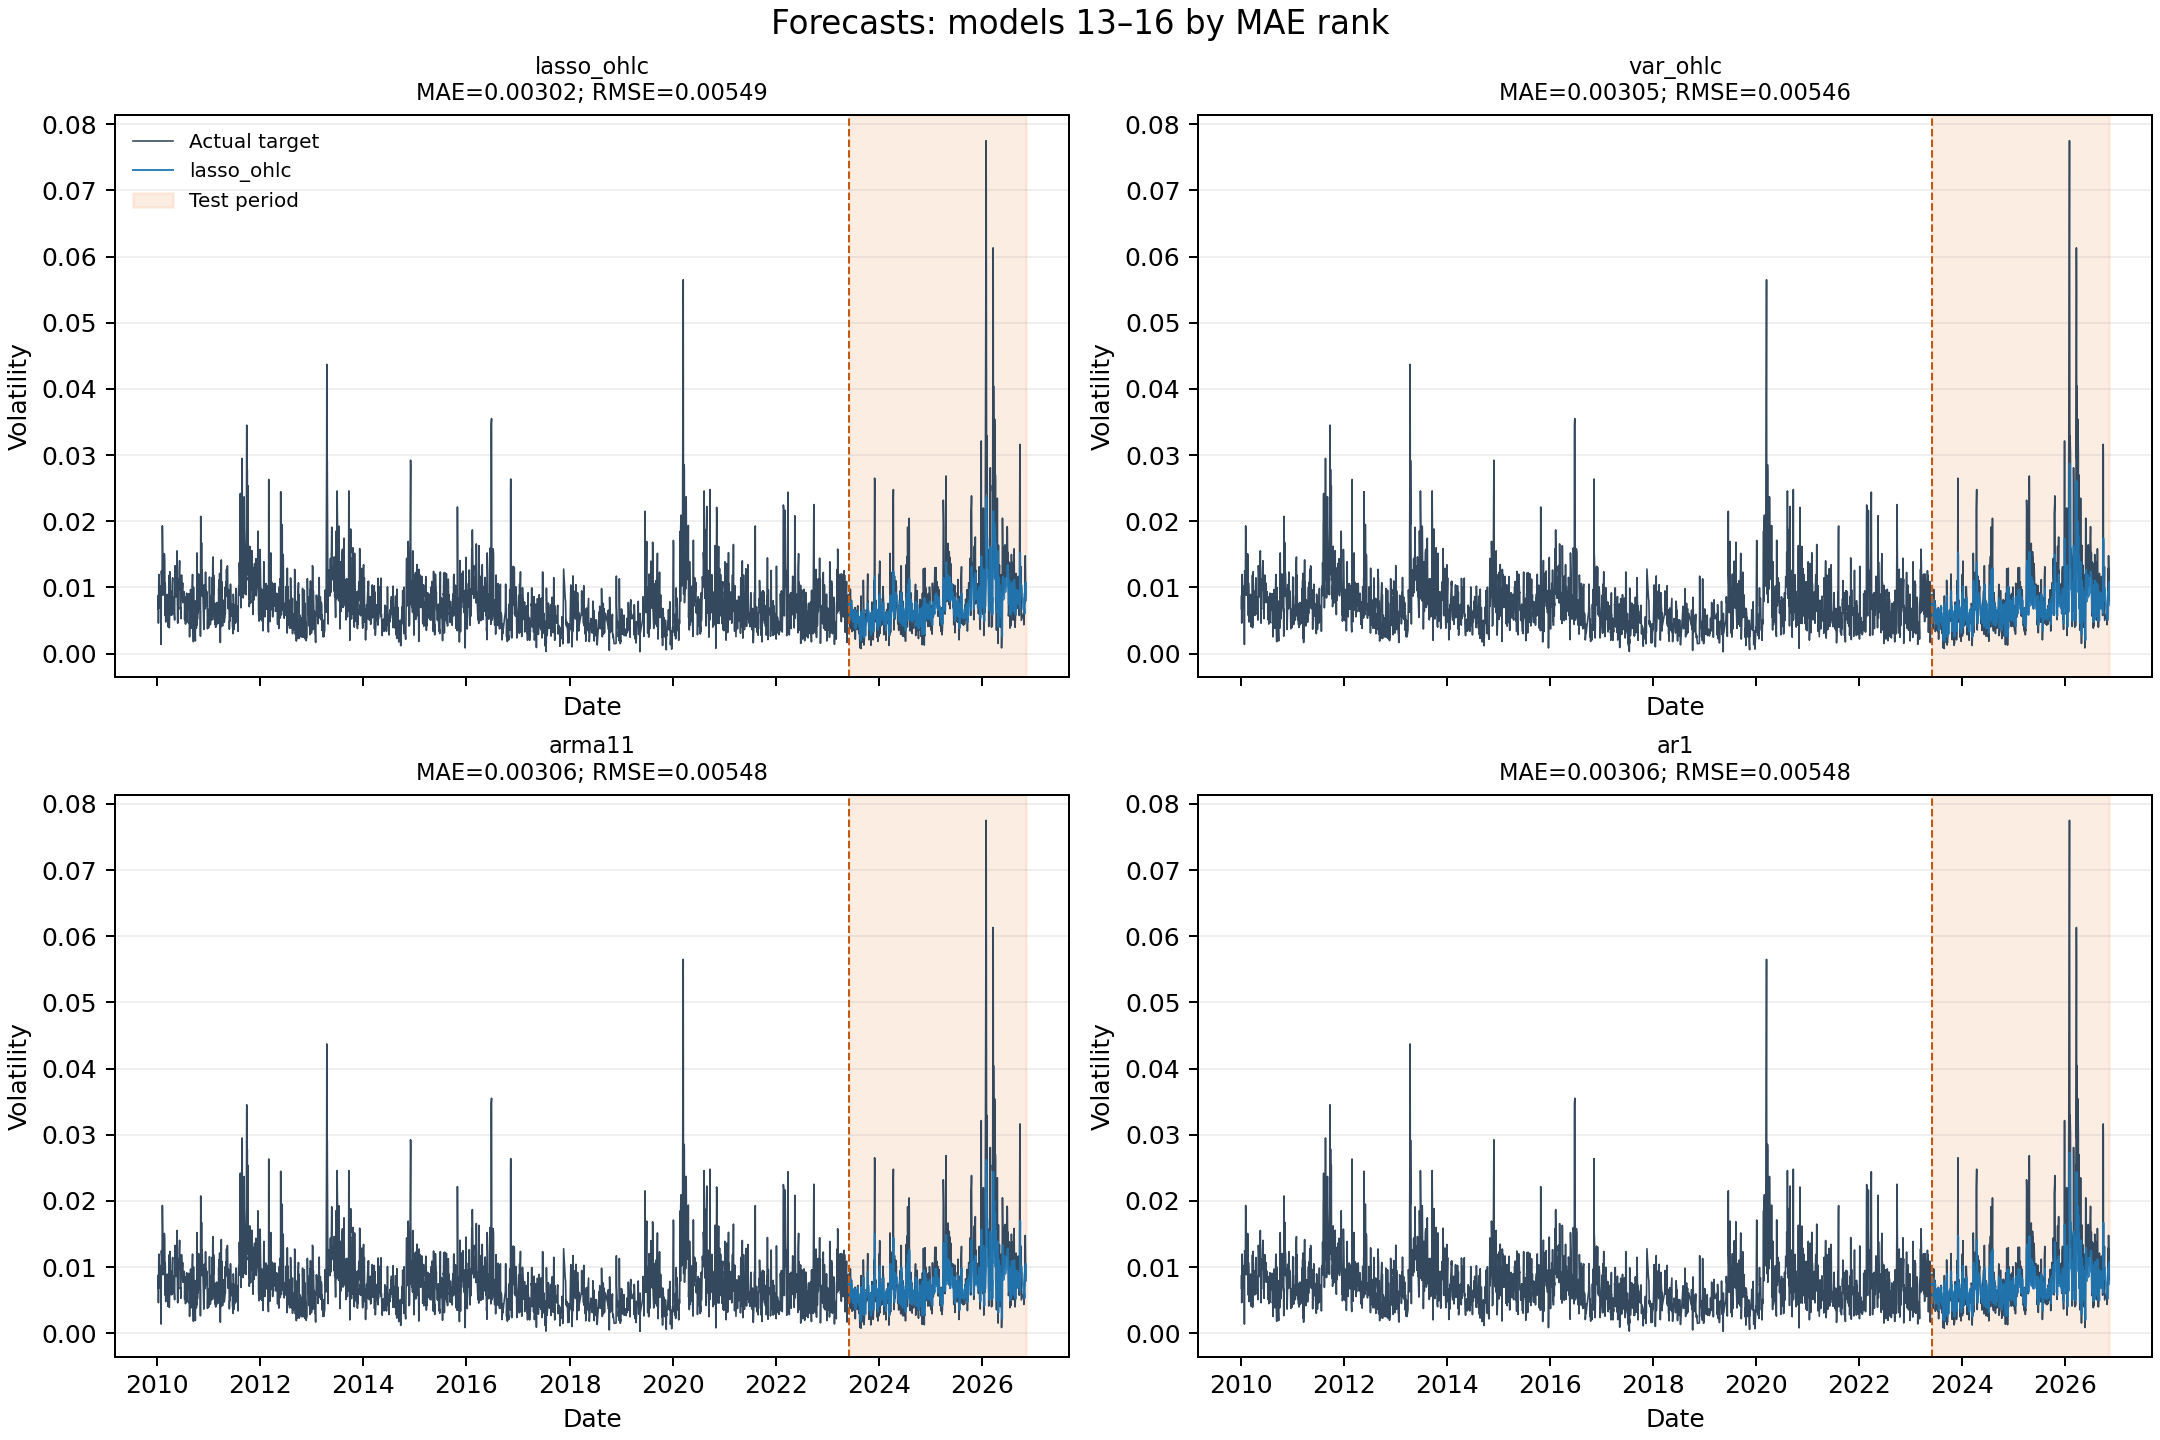 Forecasts: models 13–16 by MAE rank
lasso_ohlc
MAE=0.00302; RMSE=0.00549
0.08
0.07
0.06
0.05
0.04
0.03
0.02
0.01
0.00
Volatility
Actual target
lasso_ohlc
Test period
Date
var_ohlc
MAE=0.00305; RMSE=0.00546
0.08
0.07
0.06
0.05
0.04
0.03
0.02
0.01
0.00
Volatility
Date
arma11
MAE=0.00306; RMSE=0.00548
0.08
0.07
0.06
0.05
0.04
0.03
0.02
0.01
0.00
Volatility
2010 2012 2014 2016 2018 2020 2022 2024 2026
Date
ar1
MAE=0.00306; RMSE=0.00548
0.08
0.07
0.06
0.05
0.04
0.03
0.02
0.01
0.00
Volatility
2010 2012 2014 2016 2018 2020 2022 2024 2026
Date